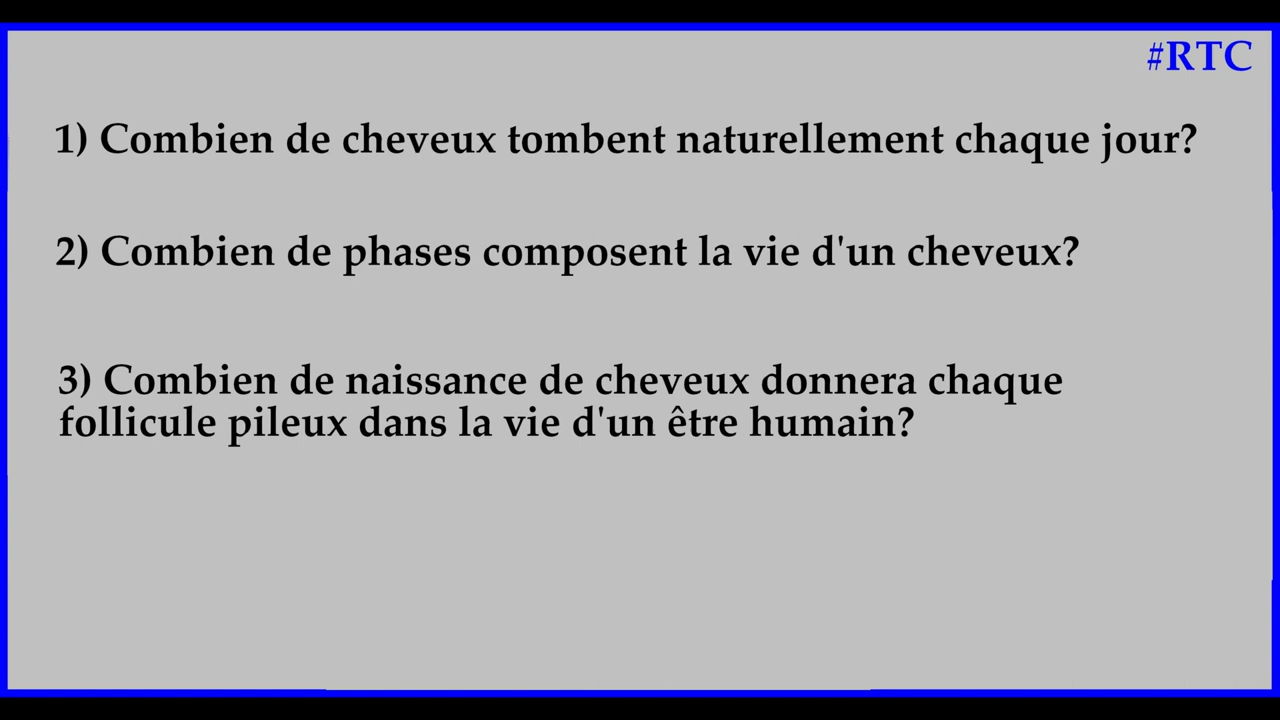 #RTC
1) Combien de cheveux tombent naturellement chaque jour?
2) Combien de phases composent la vie d'un cheveux?
3) Combien de naissance de cheveux donnera chaque
follicule pileux dans la vie d'un être humain?